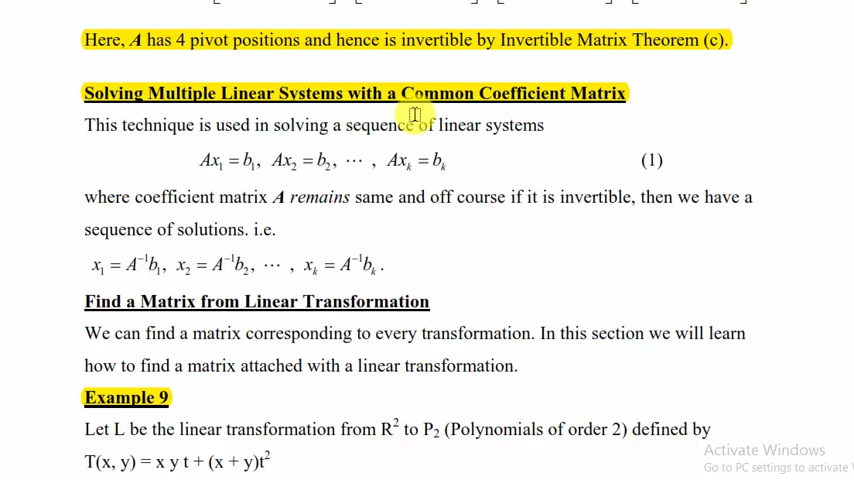 Here, A has 4 pivot positions and hence is invertible by Invertible Matrix Theorem (c).
Solving Multiple Linear Systems with a Common Coefficient Matrix
This technique is used in solving a sequence of linear systems
Ax₁ = b₁, Ax₂ = b₂, ⋯ , Axₖ = bₖ (1)
where coefficient matrix A remains same and off course if it is invertible, then we have a
sequence of solutions. i.e.
x₁ = A⁻¹b₁, x₂ = A⁻¹b₂, ⋯ , xₖ = A⁻¹bₖ .
Find a Matrix from Linear Transformation
We can find a matrix corresponding to every transformation. In this section we will learn
how to find a matrix attached with a linear transformation.
Example 9
Let L be the linear transformation from R² to P₂ (Polynomials of order 2) defined by
T(x, y) = x y t + (x + y)t²
Activate Windows
Go to PC settings to activate